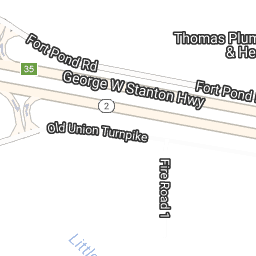 Fort Pond Rd
Thomas Plum
& He
35
George W Stanton Hwy
Fort Pond
2
Old Union Turnpike
Fire Road 1
Little